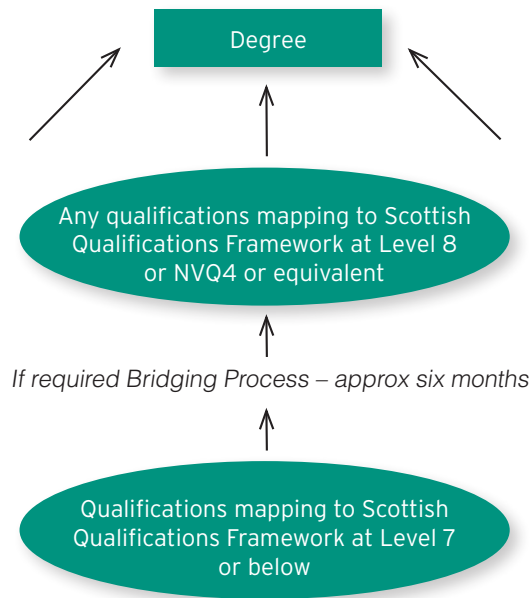 Degree
Any qualifications mapping to Scottish
Qualifications Framework at Level 8
or NVQ4 or equivalent
If required Bridging Process – approx six months
Qualifications mapping to Scottish
Qualifications Framework at Level 7
or below